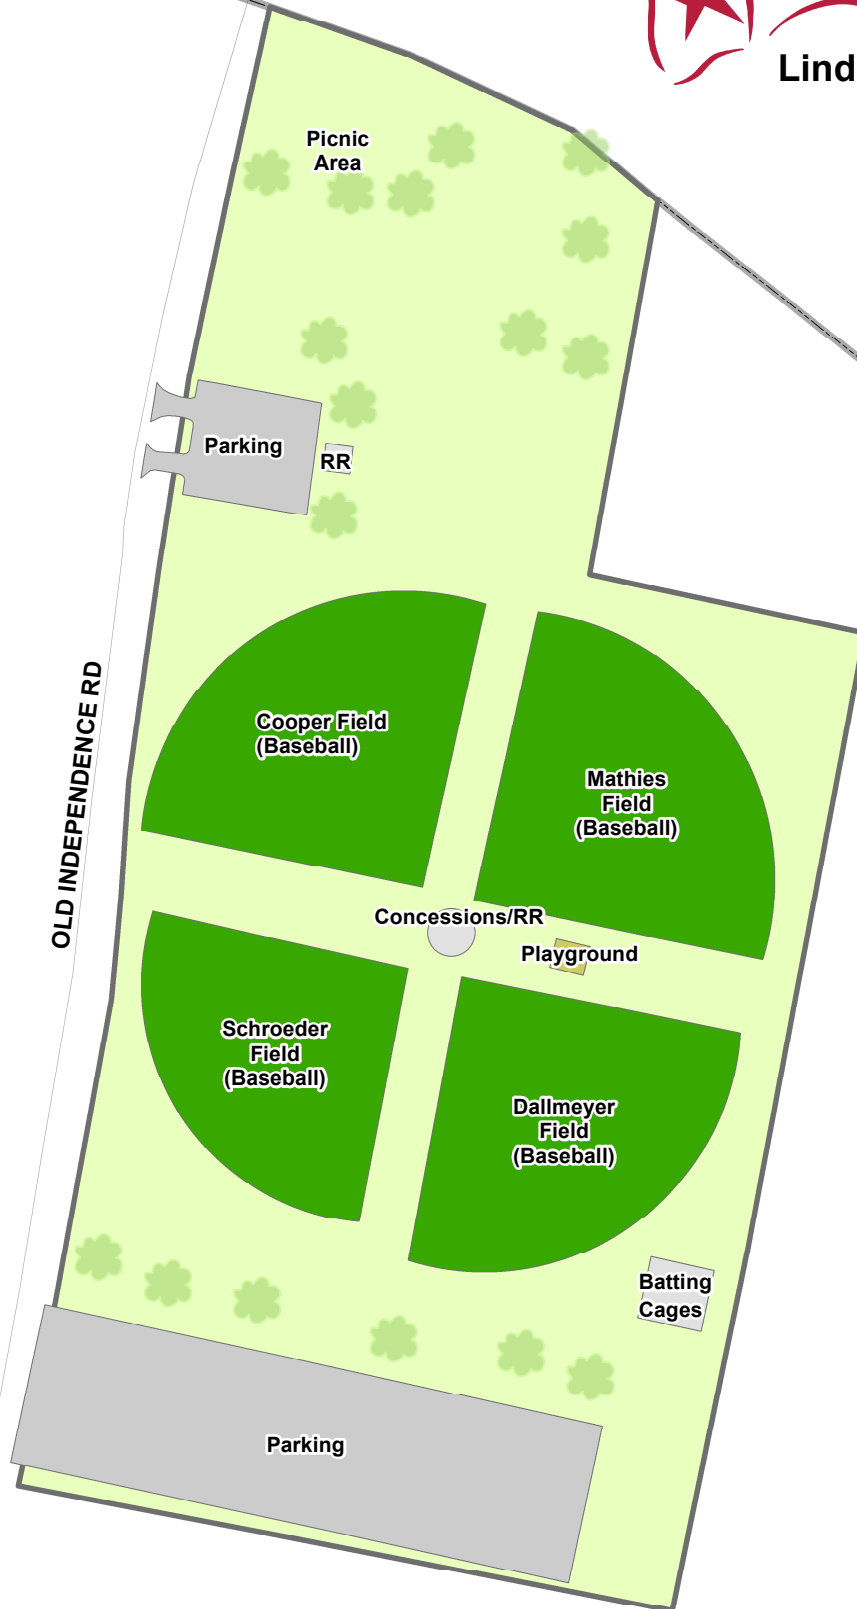 Lind
Picnic
Area
Parking
RR
OLD INDEPENDENCE RD
Cooper Field
(Baseball)
Mathies
Field
(Baseball)
Concessions/RR
Playground
Schroeder
Field
(Baseball)
Dallmeyer
Field
(Baseball)
Batting
Cages
Parking